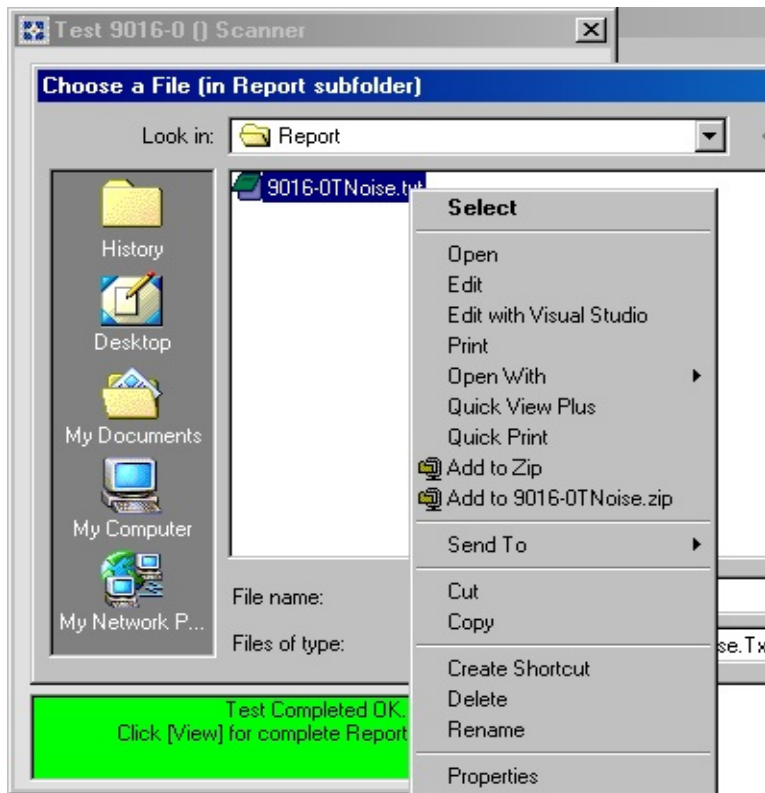 Test 9016-0 () Scanner
Choose a File (in Report subfolder)
Look in:
Report
History
Desktop
My Documents
My Computer
My Network P...
9016-0TNoise.txt
Select
Open
Edit
Edit with Visual Studio
Print
Open With
Quick View Plus
Quick Print
Add to Zip
Add to 9016-0TNoise.zip
Send To
Cut
Copy
Create Shortcut
Delete
Rename
Properties
File name:
Files of type:
se.Tx
Test Completed OK.
Click [View] for complete Report